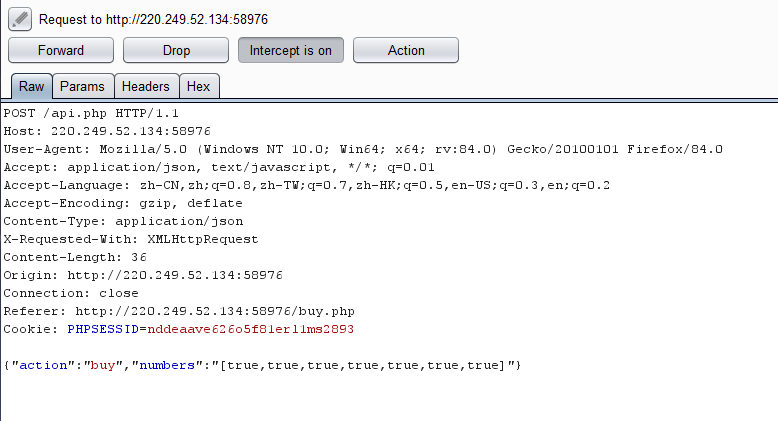 Request to http://220.249.52.134:58976
Forward Drop Intercept is on Action
Raw Params Headers Hex
POST /api.php HTTP/1.1
Host: 220.249.52.134:58976
User-Agent: Mozilla/5.0 (Windows NT 10.0; Win64; x64; rv:84.0) Gecko/20100101 Firefox/84.0
Accept: application/json, text/javascript, */*; q=0.01
Accept-Language: zh-CN,zh;q=0.8,zh-TW;q=0.7,zh-HK;q=0.5,en-US;q=0.3,en;q=0.2
Accept-Encoding: gzip, deflate
Content-Type: application/json
X-Requested-With: XMLHttpRequest
Content-Length: 36
Origin: http://220.249.52.134:58976
Connection: close
Referer: http://220.249.52.134:58976/buy.php
Cookie: PHPSESSID=nddeaave626o5f81erl1ms2893
{"action":"buy","numbers":"[true,true,true,true,true,true,true]"}